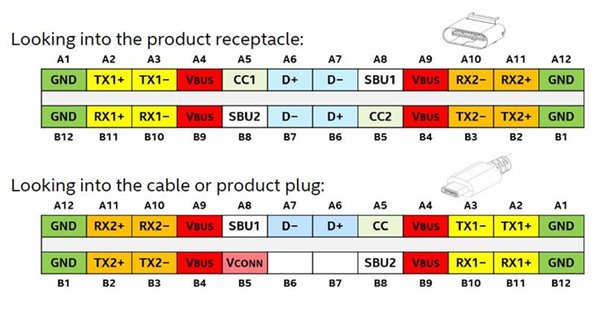 Looking into the product receptacle:
A1 A2 A3 A4 A5 A6 A7 A8 A9 A10 A11 A12
GND TX1+ TX1− VBUS CC1 D+ D− SBU1 VBUS RX2− RX2+ GND
GND RX1+ RX1− VBUS SBU2 D− D+ CC2 VBUS TX2− TX2+ GND
B12 B11 B10 B9 B8 B7 B6 B5 B4 B3 B2 B1
Looking into the cable or product plug:
A12 A11 A10 A9 A8 A7 A6 A5 A4 A3 A2 A1
GND RX2+ RX2− VBUS SBU1 D− D+ CC VBUS TX1− TX1+ GND
GND TX2+ TX2− VBUS VCONN SBU2 VBUS RX1− RX1+ GND
B1 B2 B3 B4 B5 B6 B7 B8 B9 B10 B11 B12